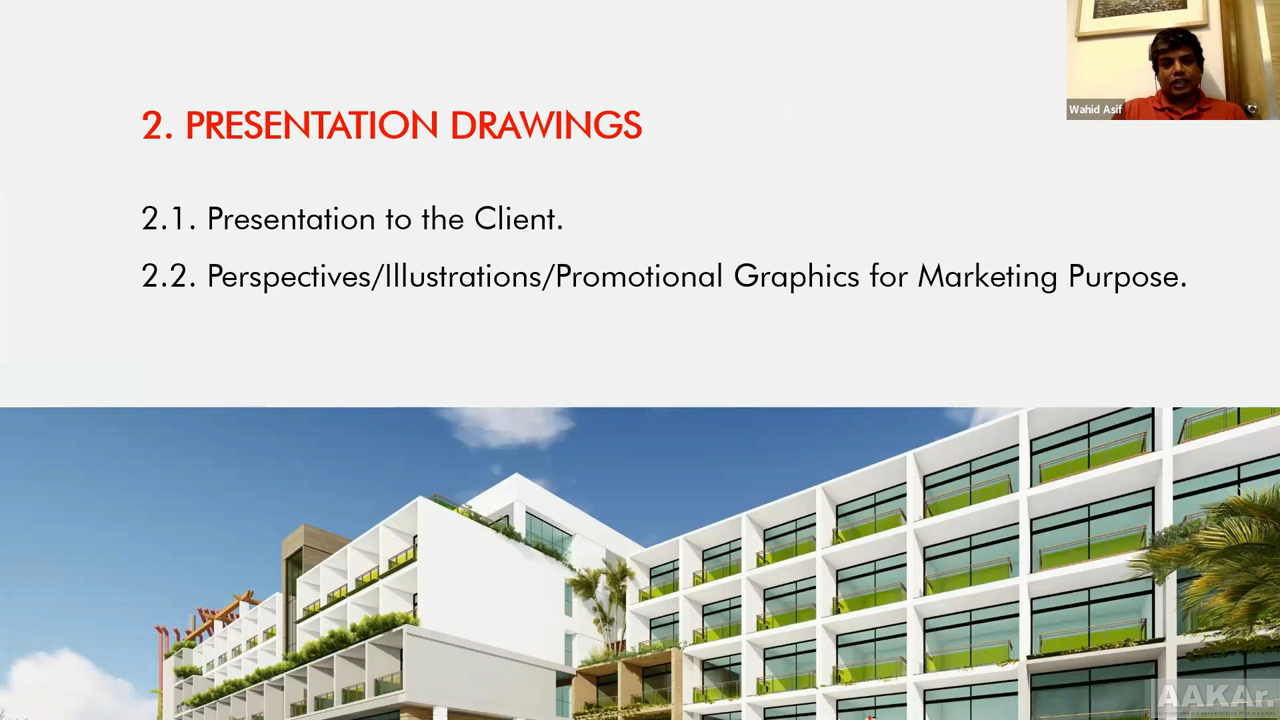 2. PRESENTATION DRAWINGS
Wahid Asif
2.1. Presentation to the Client.
2.2. Perspectives/Illustrations/Promotional Graphics for Marketing Purpose.
AAKAr.